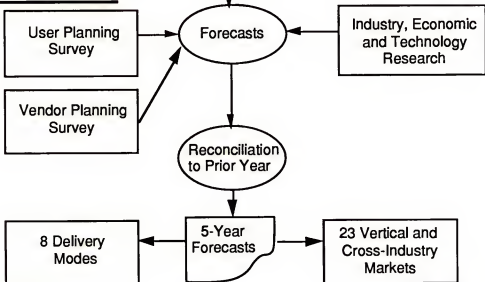 User Planning
Survey
Forecasts
Industry, Economic
and Technology
Research
Vendor Planning
Survey
Reconciliation
to Prior Year
8 Delivery
Modes
5-Year
Forecasts
23 Vertical and
Cross-Industry
Markets